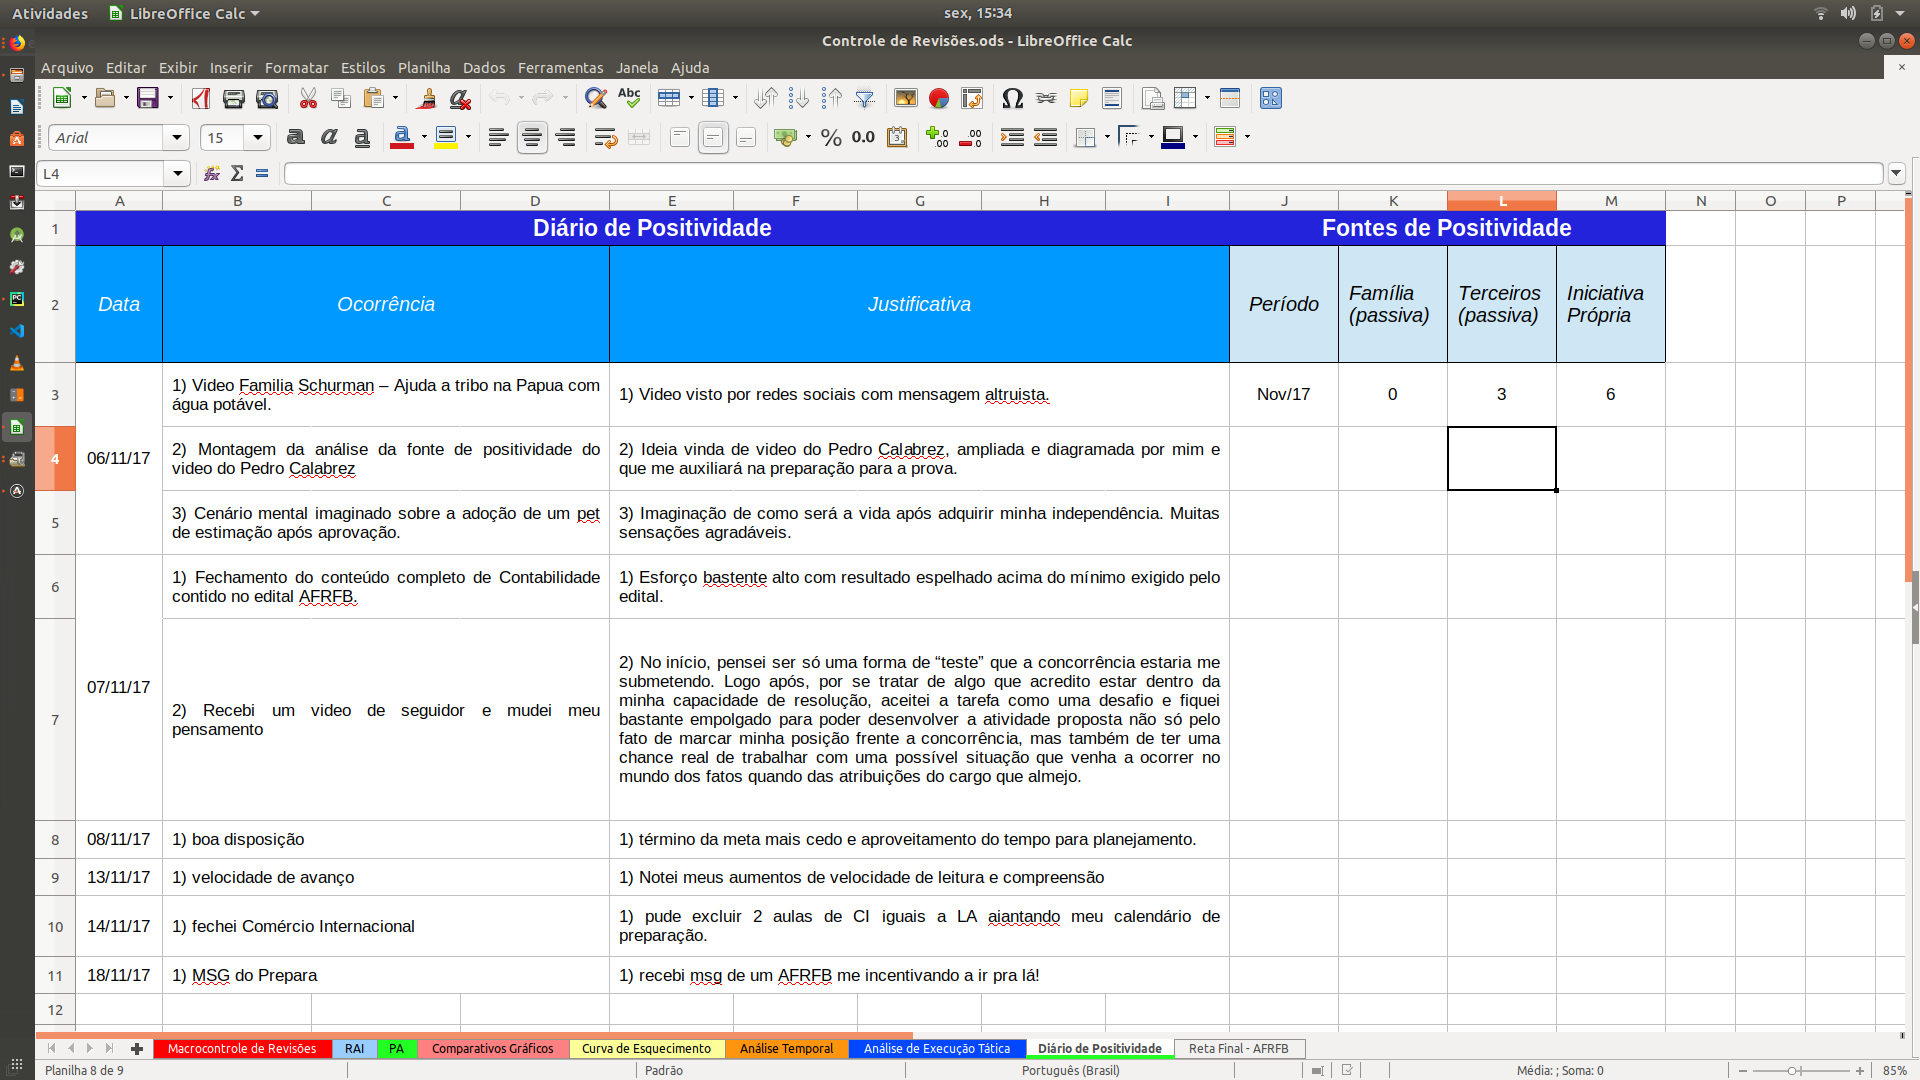 Atividades LibreOffice Calc sex, 15:34
Controle de Revisões.ods - LibreOffice Calc
Arquivo Editar Exibir Inserir Formatar Estilos Planilha Dados Ferramentas Janela Ajuda
Arial 15
L4
A B C D E F G H I J K L M N O P
1 Diário de Positividade Fontes de Positividade
2 Data Ocorrência Justificativa Período Família (passiva) Terceiros (passiva) Iniciativa Própria
3
1) Video Familia Schurman – Ajuda a tribo na Papua com
água potável.
1) Video visto por redes sociais com mensagem altruista.
Nov/17 0 3 6
4
06/11/17
2) Montagem da análise da fonte de positividade do
video do Pedro Calabrez
2) Ideia vinda de video do Pedro Calabrez, ampliada e diagramada por mim e
que me auxiliará na preparação para a prova.
5
3) Cenário mental imaginado sobre a adoção de um pet
de estimação após aprovação.
3) Imaginação de como será a vida após adquirir minha independência. Muitas
sensações agradáveis.
6
1) Fechamento do conteúdo completo de Contabilidade
contido no edital AFRFB.
1) Esforço bastente alto com resultado espelhado acima do mínimo exigido pelo
edital.
7
07/11/17
2) Recebi um video de seguidor e mudei meu
pensamento
2) No início, pensei ser só uma forma de “teste” que a concorrência estaria me
submetendo. Logo após, por se tratar de algo que acredito estar dentro da
minha capacidade de resolução, aceitei a tarefa como uma desafio e fiquei
bastante empolgado para poder desenvolver a atividade proposta não só pelo
fato de marcar minha posição frente a concorrência, mas também de ter uma
chance real de trabalhar com uma possível situação que venha a ocorrer no
mundo dos fatos quando das atribuições do cargo que almejo.
8 08/11/17 1) boa disposição 1) término da meta mais cedo e aproveitamento do tempo para planejamento.
9 13/11/17 1) velocidade de avanço 1) Notei meus aumentos de velocidade de leitura e compreensão
10 14/11/17 1) fechei Comércio Internacional
1) pude excluir 2 aulas de CI iguais a LA aiantando meu calendário de
preparação.
11 18/11/17 1) MSG do Prepara 1) recebi msg de um AFRFB me incentivando a ir pra lá!
12
Macrocontrole de Revisões RAI PA Comparativos Gráficos Curva de Esquecimento Análise Temporal Análise de Execução Tática Diário de Positividade Reta Final - AFRFB
Planilha 8 de 9 Padrão Português (Brasil) Média: ; Soma: 0 85%